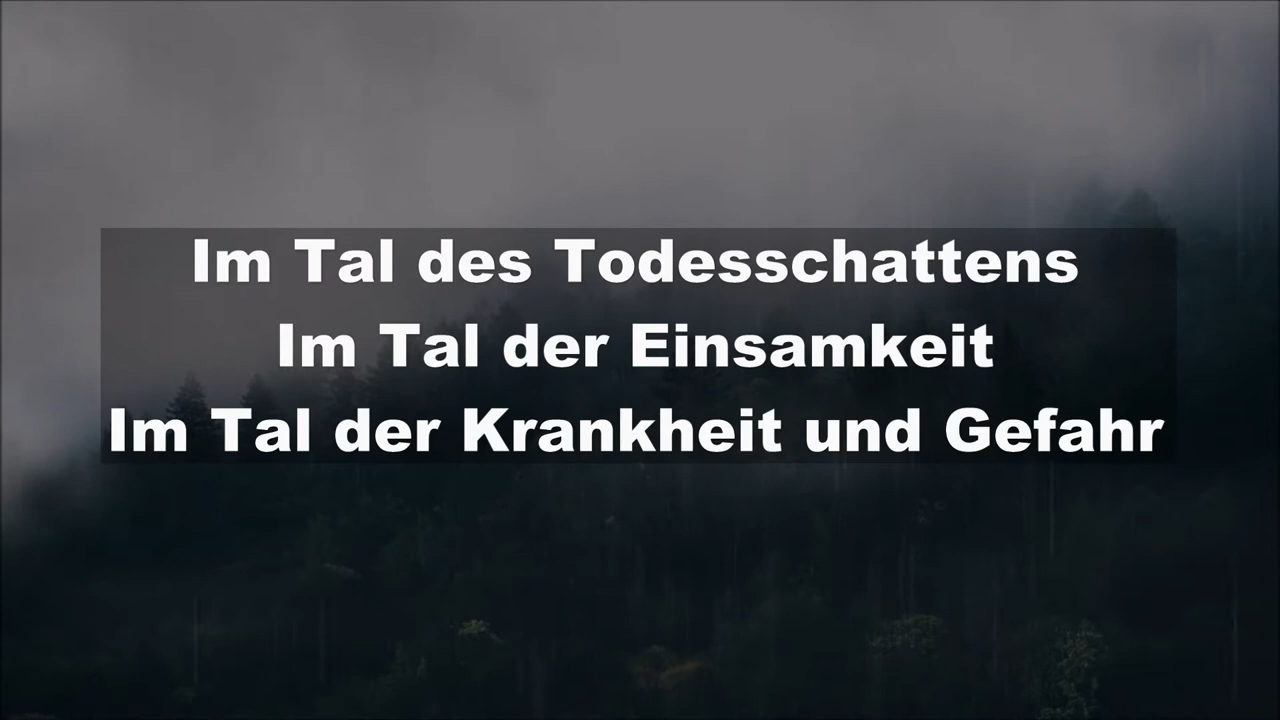 Im Tal des Todesschattens
Im Tal der Einsamkeit
Im Tal der Krankheit und Gefahr